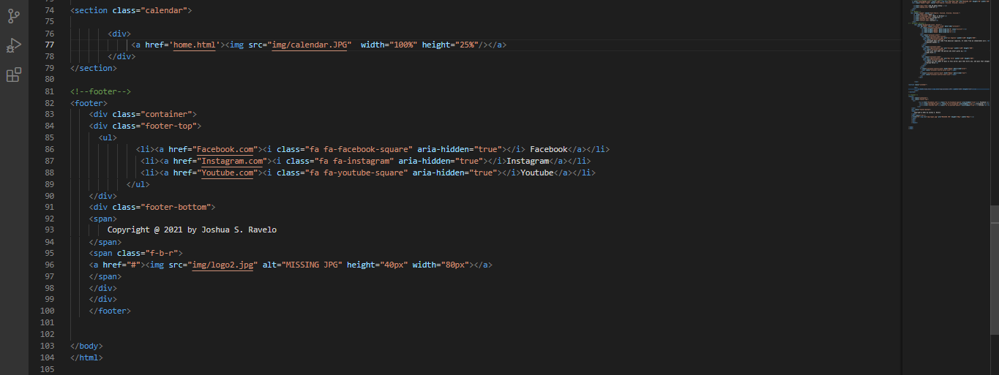 74 <section class="calendar">
75
76 <div>
77 <a href='home.html'><img src="img/calendar.JPG"  width="100%" height="25%"/></a>
78 </div>
79 </section>
80
81 <!--footer-->
82 <footer>
83 <div class="container">
84 <div class="footer-top">
85 <ul>
86 <li><a href="Facebook.com"><i class="fa fa-facebook-square" aria-hidden="true"></i> Facebook</a></li>
87 <li><a href="Instagram.com"><i class="fa fa-instagram" aria-hidden="true"></i>Instagram</a></li>
88 <li><a href="Youtube.com"><i class="fa fa-youtube-square" aria-hidden="true"></i>Youtube</a></li>
89 </ul>
90 </div>
91 <div class="footer-bottom">
92 <span>
93 Copyright @ 2021 by Joshua S. Ravelo
94 </span>
95 <span class="f-b-r">
96 <a href="#"><img src="img/logo2.jpg" alt="MISSING JPG" height="40px" width="80px"></a>
97 </span>
98 </div>
99 </div>
100 </footer>
101
102
103 </body>
104 </html>
105